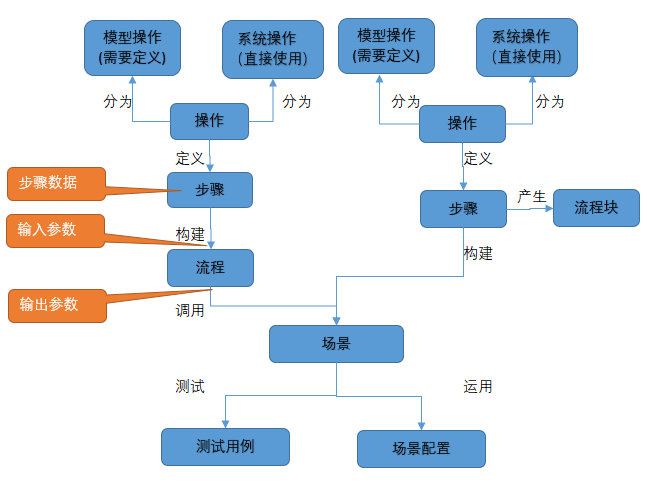 模型操作
(需要定义)
系统操作
（直接使用）
模型操作
(需要定义)
系统操作
（直接使用）
分为
分为
分为
分为
操作
操作
定义
定义
步骤数据
步骤
步骤
产生
流程块
输入参数
构建
构建
流程
输出参数
调用
场景
测试
运用
测试用例
场景配置